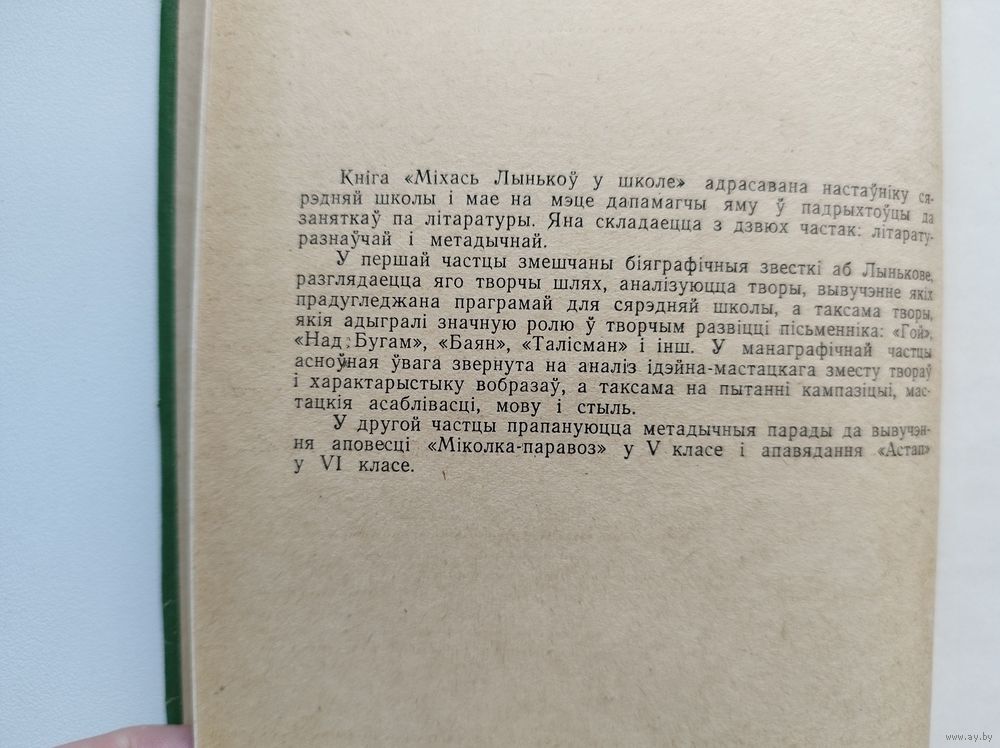 Кніга «Міхась Лынькоў у школе» адрасавана настаўніку ся-
рэдняй школы і мае на мэце дапамагчы яму ў падрыхтоўцы да
заняткаў па літаратуры. Яна складаецца з дзвюх частак: літарату-
разнаўчай і метадычнай.
У першай частцы змешчаны біяграфічныя звесткі аб Лынькове,
разглядаецца яго творчы шлях, аналізуюцца творы, вывучэнне якіх
прадугледжана праграмай для сярэдняй школы, а таксама творы,
якія адыгралі значную ролю ў творчым развіцці пісьменніка: «Гой»,
«Над Бугам», «Баян», «Талісман» і інш. У манаграфічнай частцы
асноўная ўвага звернута на аналіз ідэйна-мастацкага зместу твораў
і характарыстыку вобразаў, а таксама на пытанні кампазіцыі, мас-
тацкія асаблівасці, мову і стыль.
У другой частцы прапануюцца метадычныя парады да вывучэн-
ня аповесці «Міколка-паравоз» у V класе і апавядання «Астап»
у VI класе.
www.ay.by